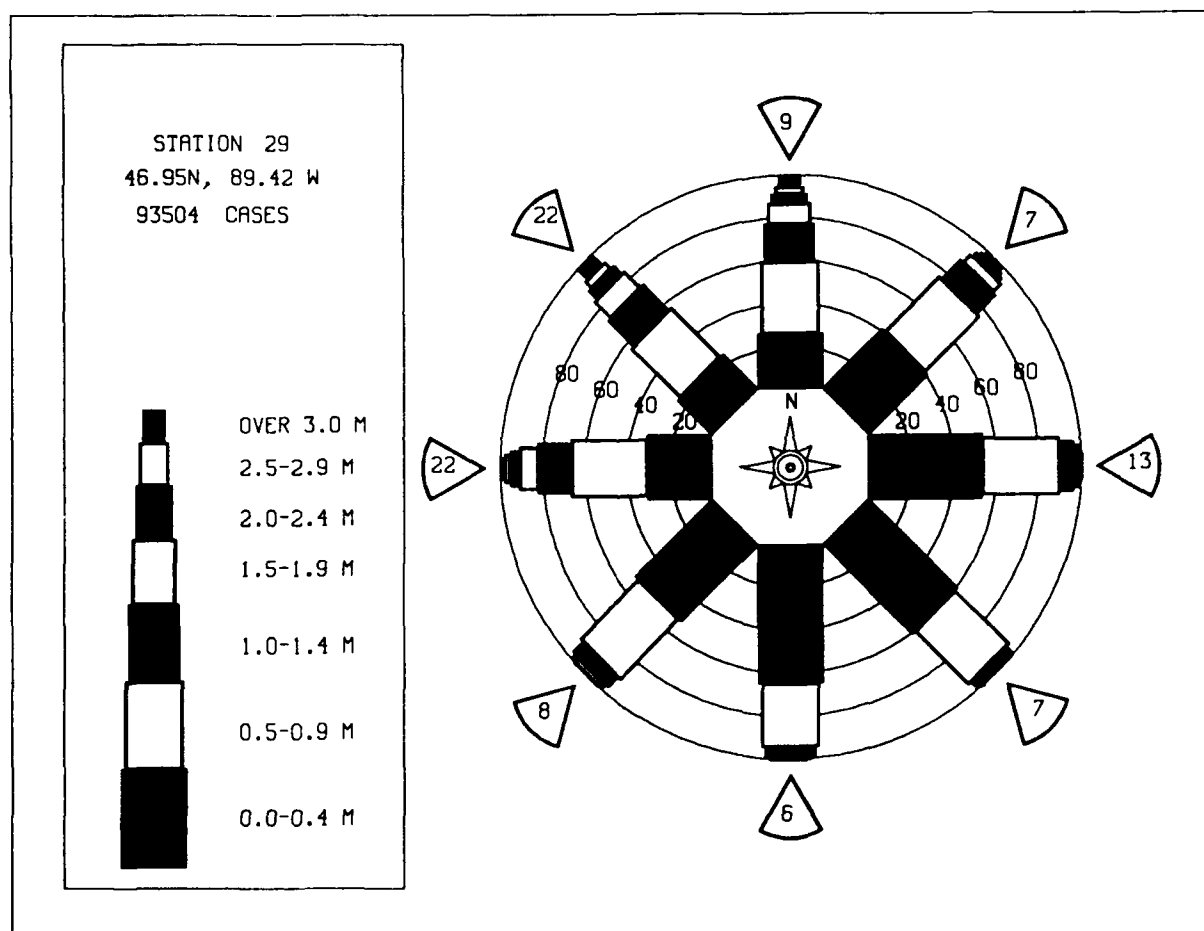 STATION 29
46.95N, 89.42 W
93504 CASES
OVER 3.0 M
2.5-2.9 M
2.0-2.4 M
1.5-1.9 M
1.0-1.4 M
0.5-0.9 M
0.0-0.4 M
9
22
7
80
60
40
20
N
20
40
60
80
22
13
8
7
6